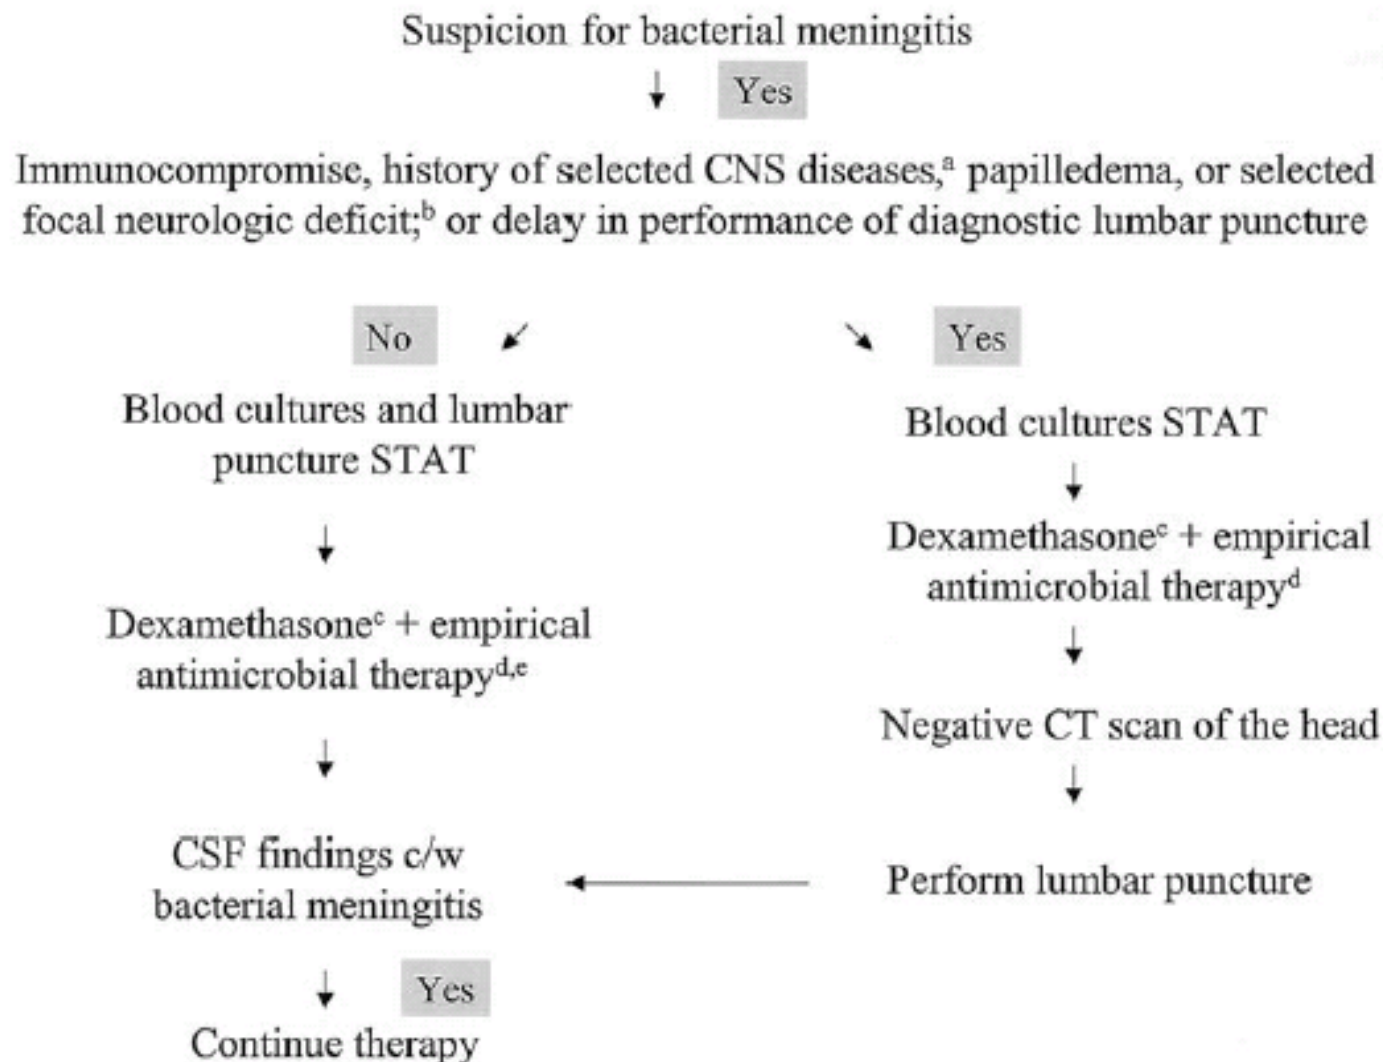 Suspicion for bacterial meningitis
Yes
Immunocompromise, history of selected CNS diseases,ᵃ papilledema, or selected
focal neurologic deficit;ᵇ or delay in performance of diagnostic lumbar puncture
No
Yes
Blood cultures and lumbar
puncture STAT
Blood cultures STAT
Dexamethasoneᶜ + empirical
antimicrobial therapyᵈ
Dexamethasoneᶜ + empirical
antimicrobial therapyᵈ,ᵉ
Negative CT scan of the head
CSF findings c/w
bacterial meningitis
Perform lumbar puncture
Yes
Continue therapy